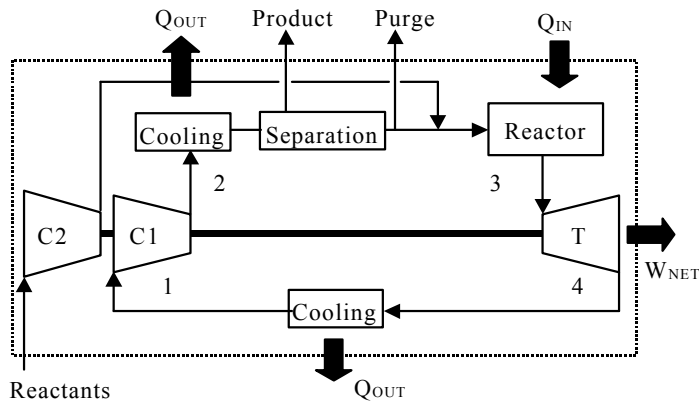 Product
Purge
QOUT
QIN
Cooling
Separation
Reactor
2
3
C2
C1
T
WNET
1
4
Cooling
Reactants
QOUT